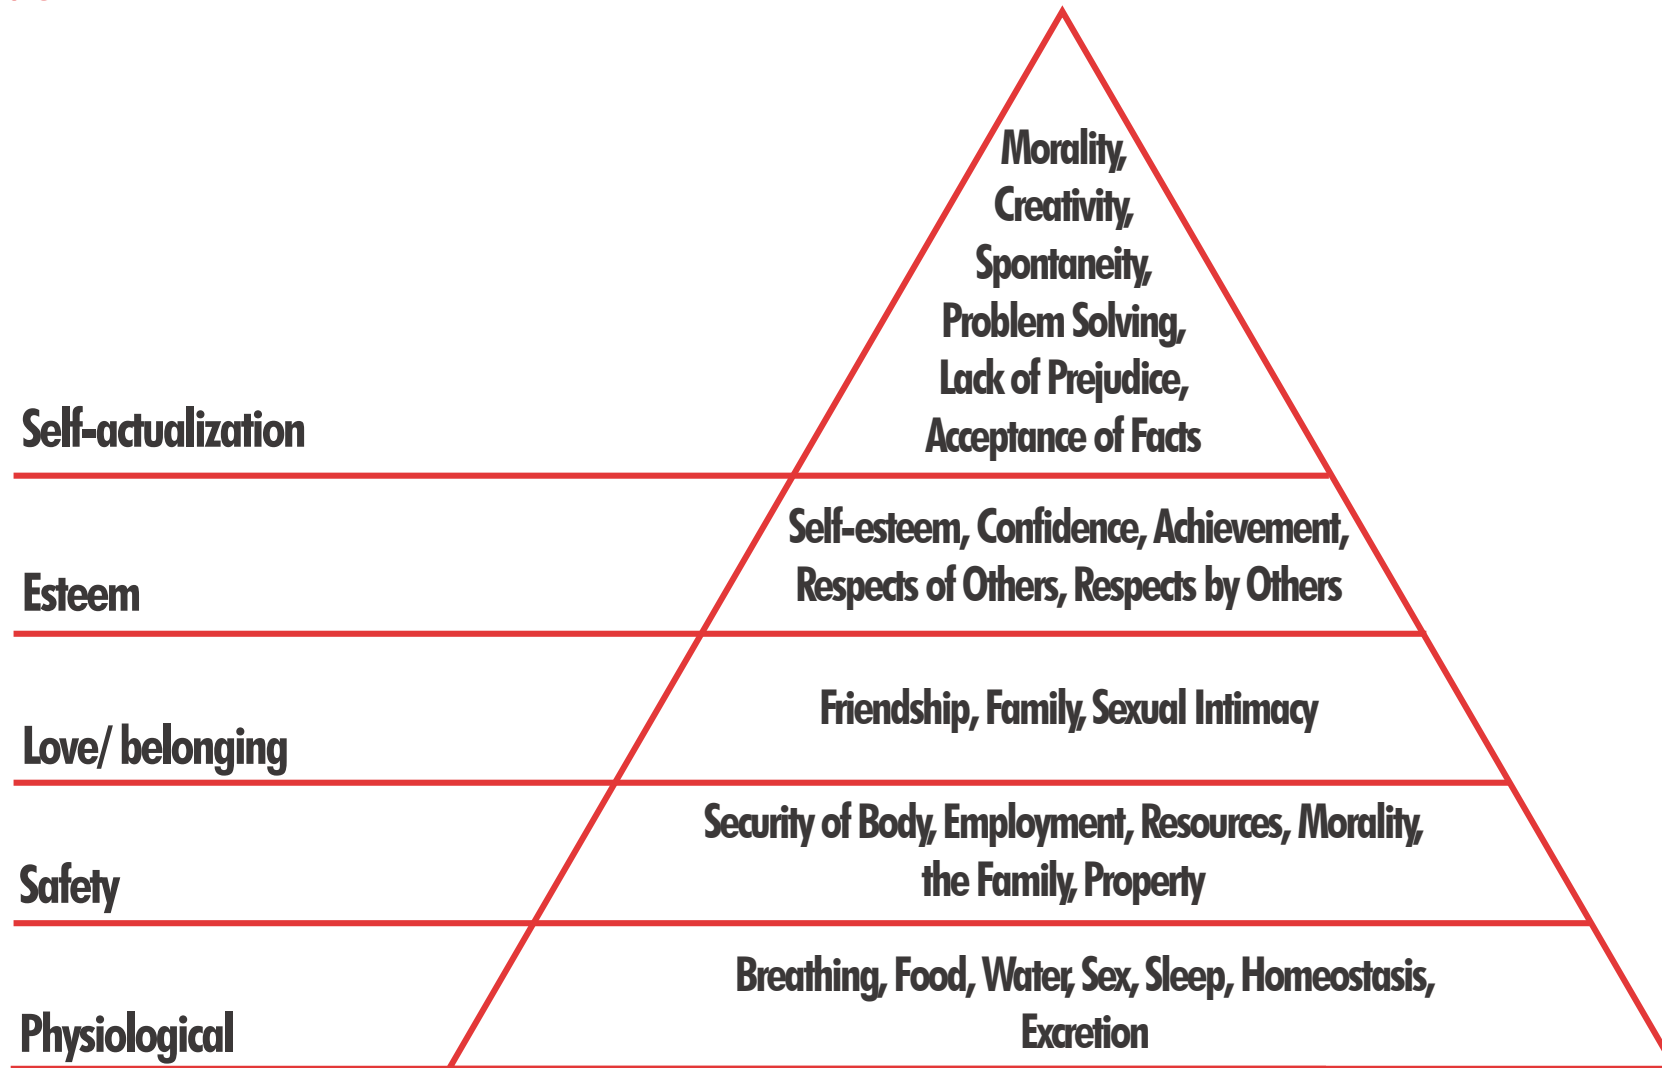 Morality,
Creativity,
Spontaneity,
Problem Solving,
Lack of Prejudice,
Acceptance of Facts
Self-actualization
Self-esteem, Confidence, Achievement,
Respects of Others, Respects by Others
Esteem
Friendship, Family, Sexual Intimacy
Love/ belonging
Security of Body, Employment, Resources, Morality,
the Family, Property
Safety
Breathing, Food, Water, Sex, Sleep, Homeostasis,
Excretion
Physiological